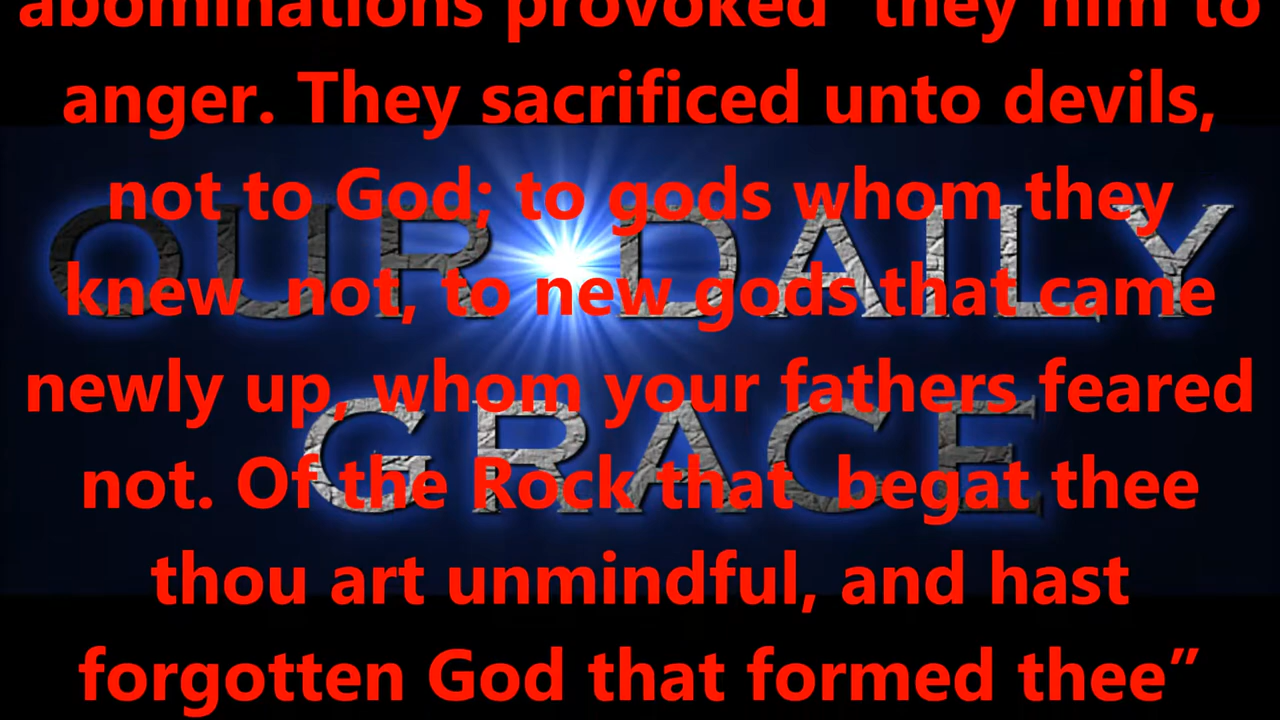 abominations provoked  they him to
anger. They sacrificed unto devils,
not to God; to gods whom they
knew  not, to new gods that came
newly up, whom your fathers feared
not. Of the Rock that  begat thee
thou art unmindful, and hast
forgotten God that formed thee”
OUR DAILY
GRACE